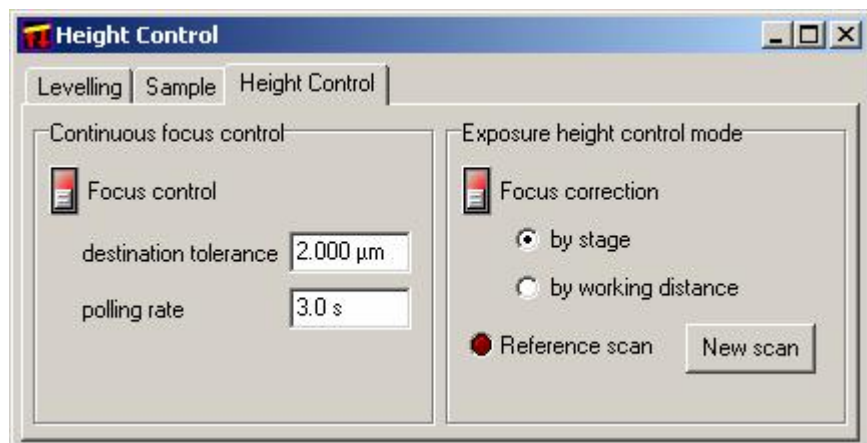 Height Control
Levelling Sample Height Control
Continuous focus control
Focus control
destination tolerance 2.000 µm
polling rate 3.0 s
Exposure height control mode
Focus correction
by stage
by working distance
Reference scan New scan